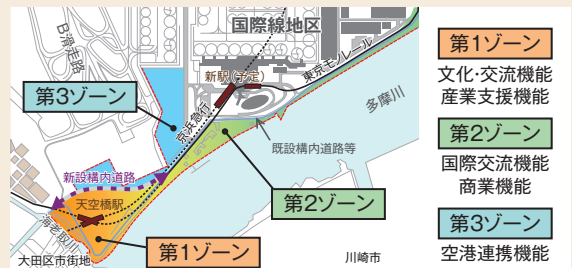 国際線地区
B滑走路
新駅(予定)
東京モノレール
第3ゾーン
京浜急行
多摩川
既設構内道路等
新設構内道路
天空橋駅
第2ゾーン
海老取川
第1ゾーン
大田区市街地
川崎市
第1ゾーン
文化・交流機能
産業支援機能
第2ゾーン
国際交流機能
商業機能
第3ゾーン
空港連携機能